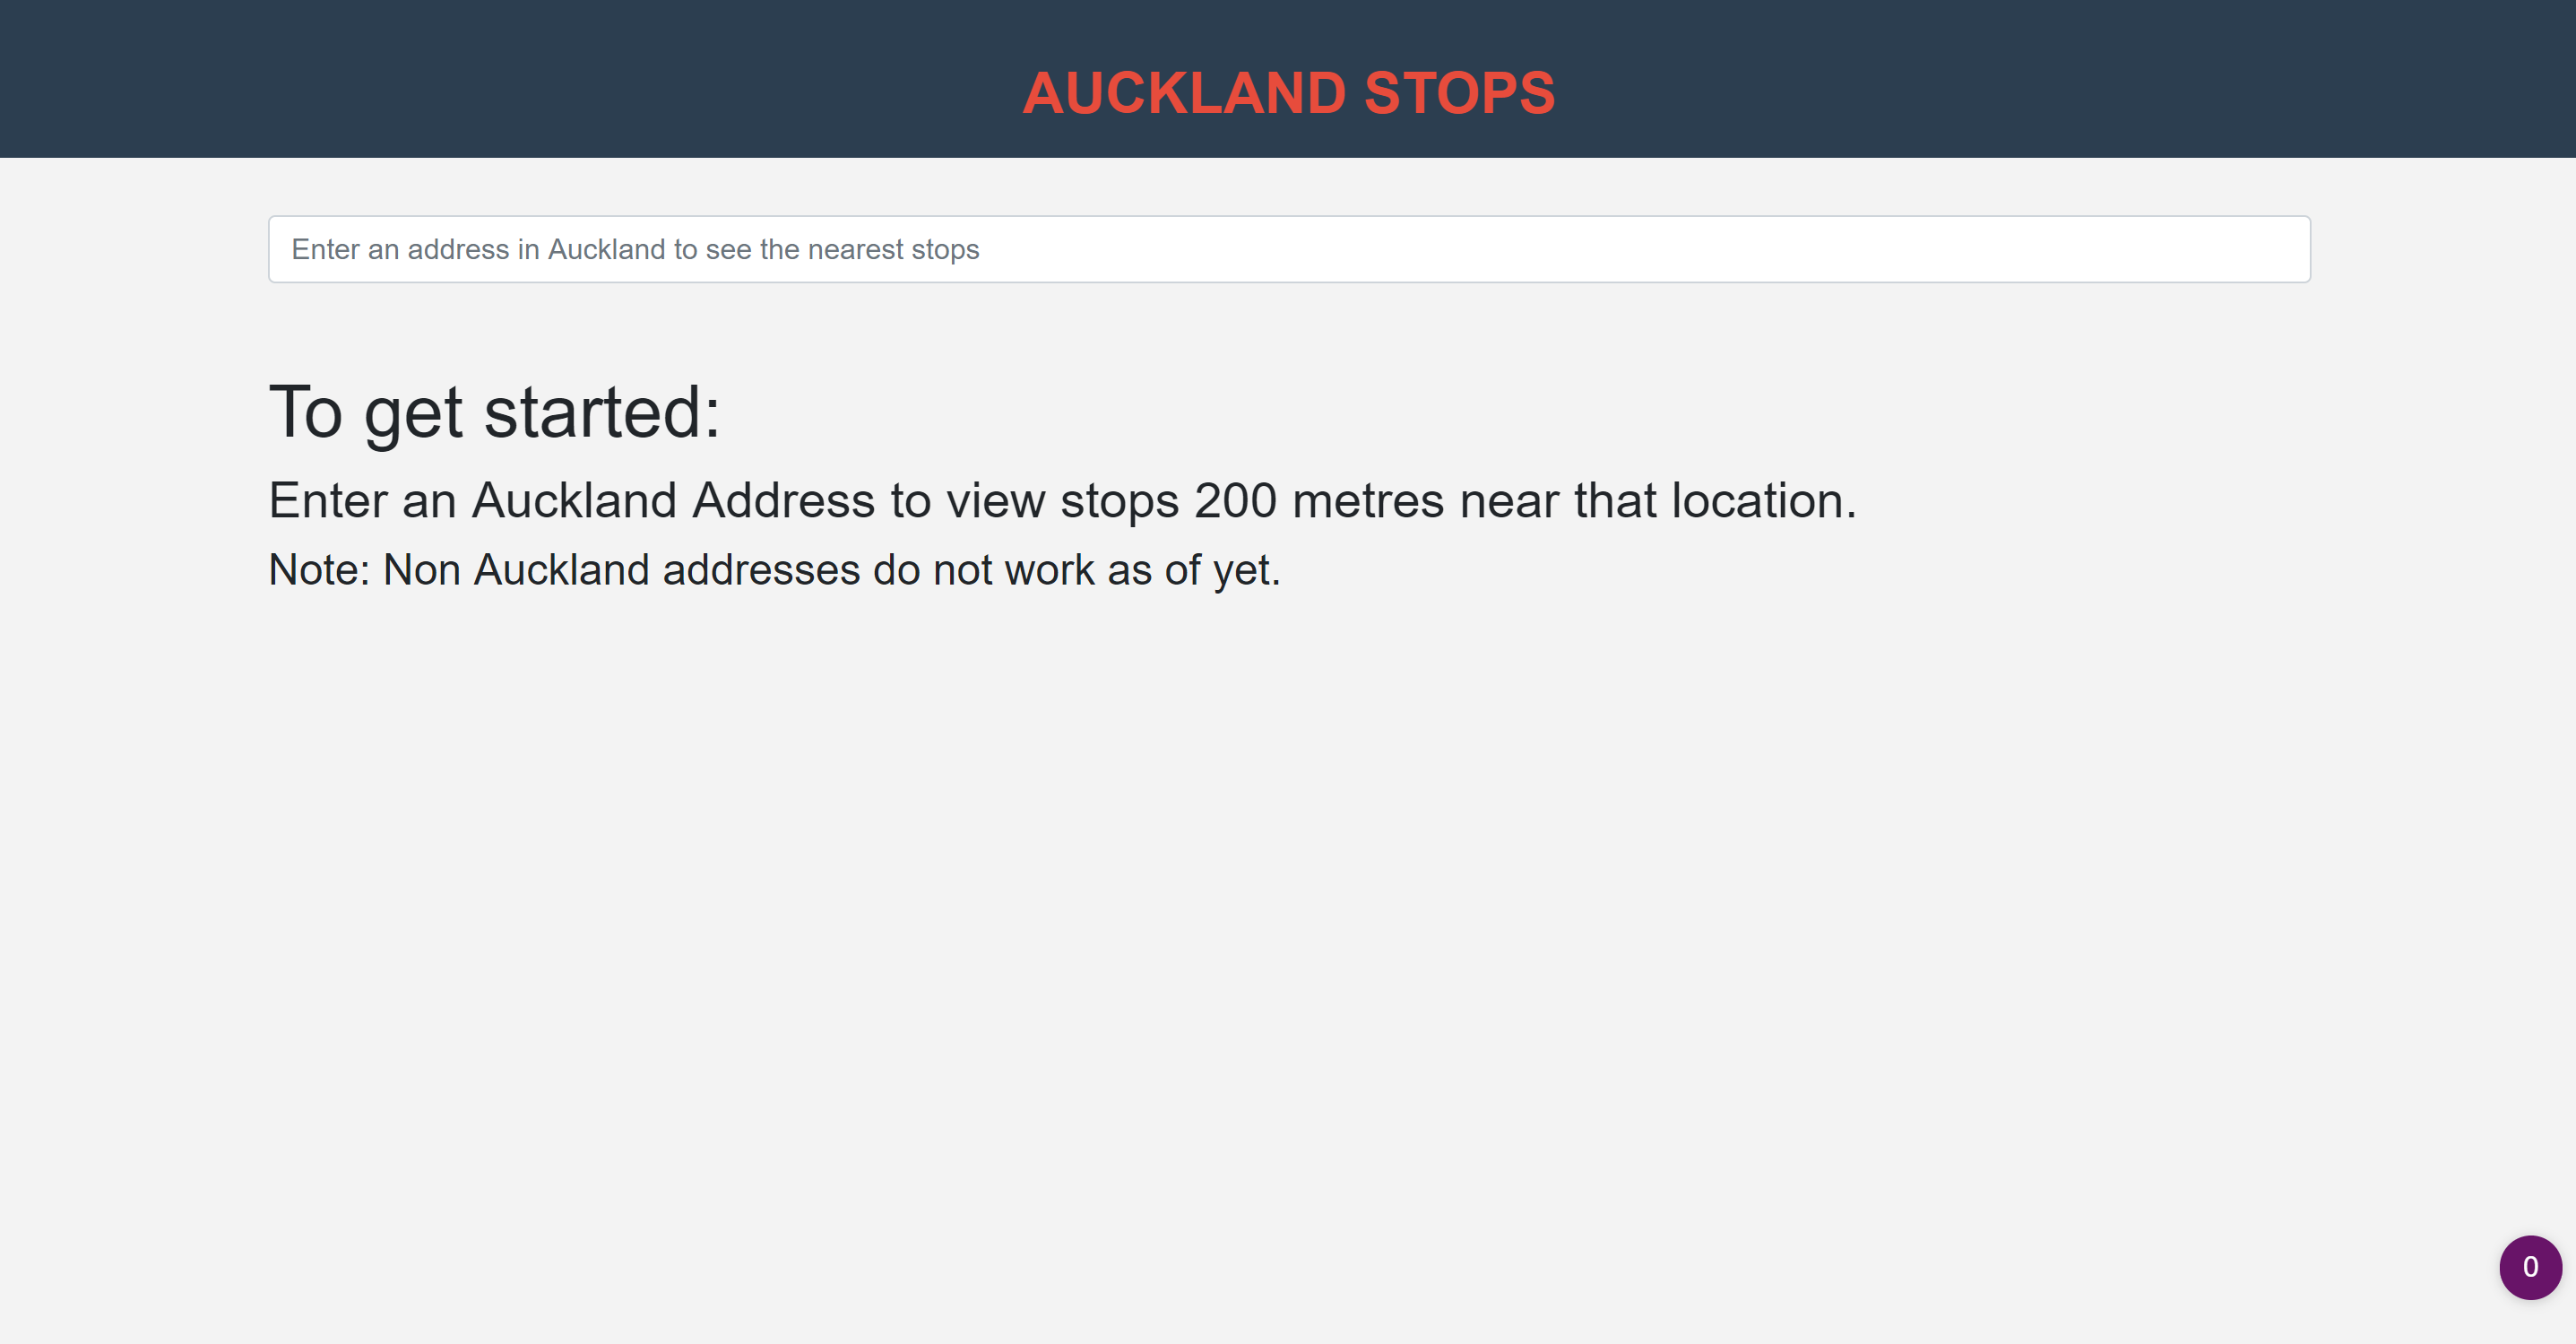 AUCKLAND STOPS
Enter an address in Auckland to see the nearest stops
To get started:
Enter an Auckland Address to view stops 200 metres near that location.
Note: Non Auckland addresses do not work as of yet.
0